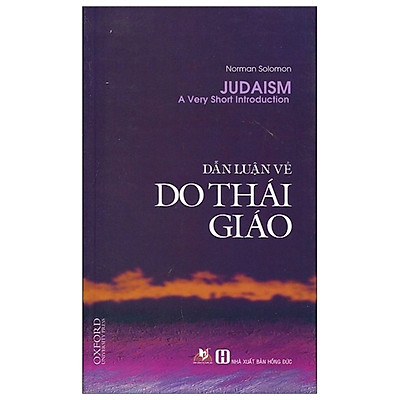 Norman Solomon
JUDAISM
A Very Short Introduction
DẪN LUẬN VỀ
DO THÁI
GIÁO
OXFORD
UNIVERSITY PRESS
H
NHÀ XUẤT BẢN HỒNG ĐỨC